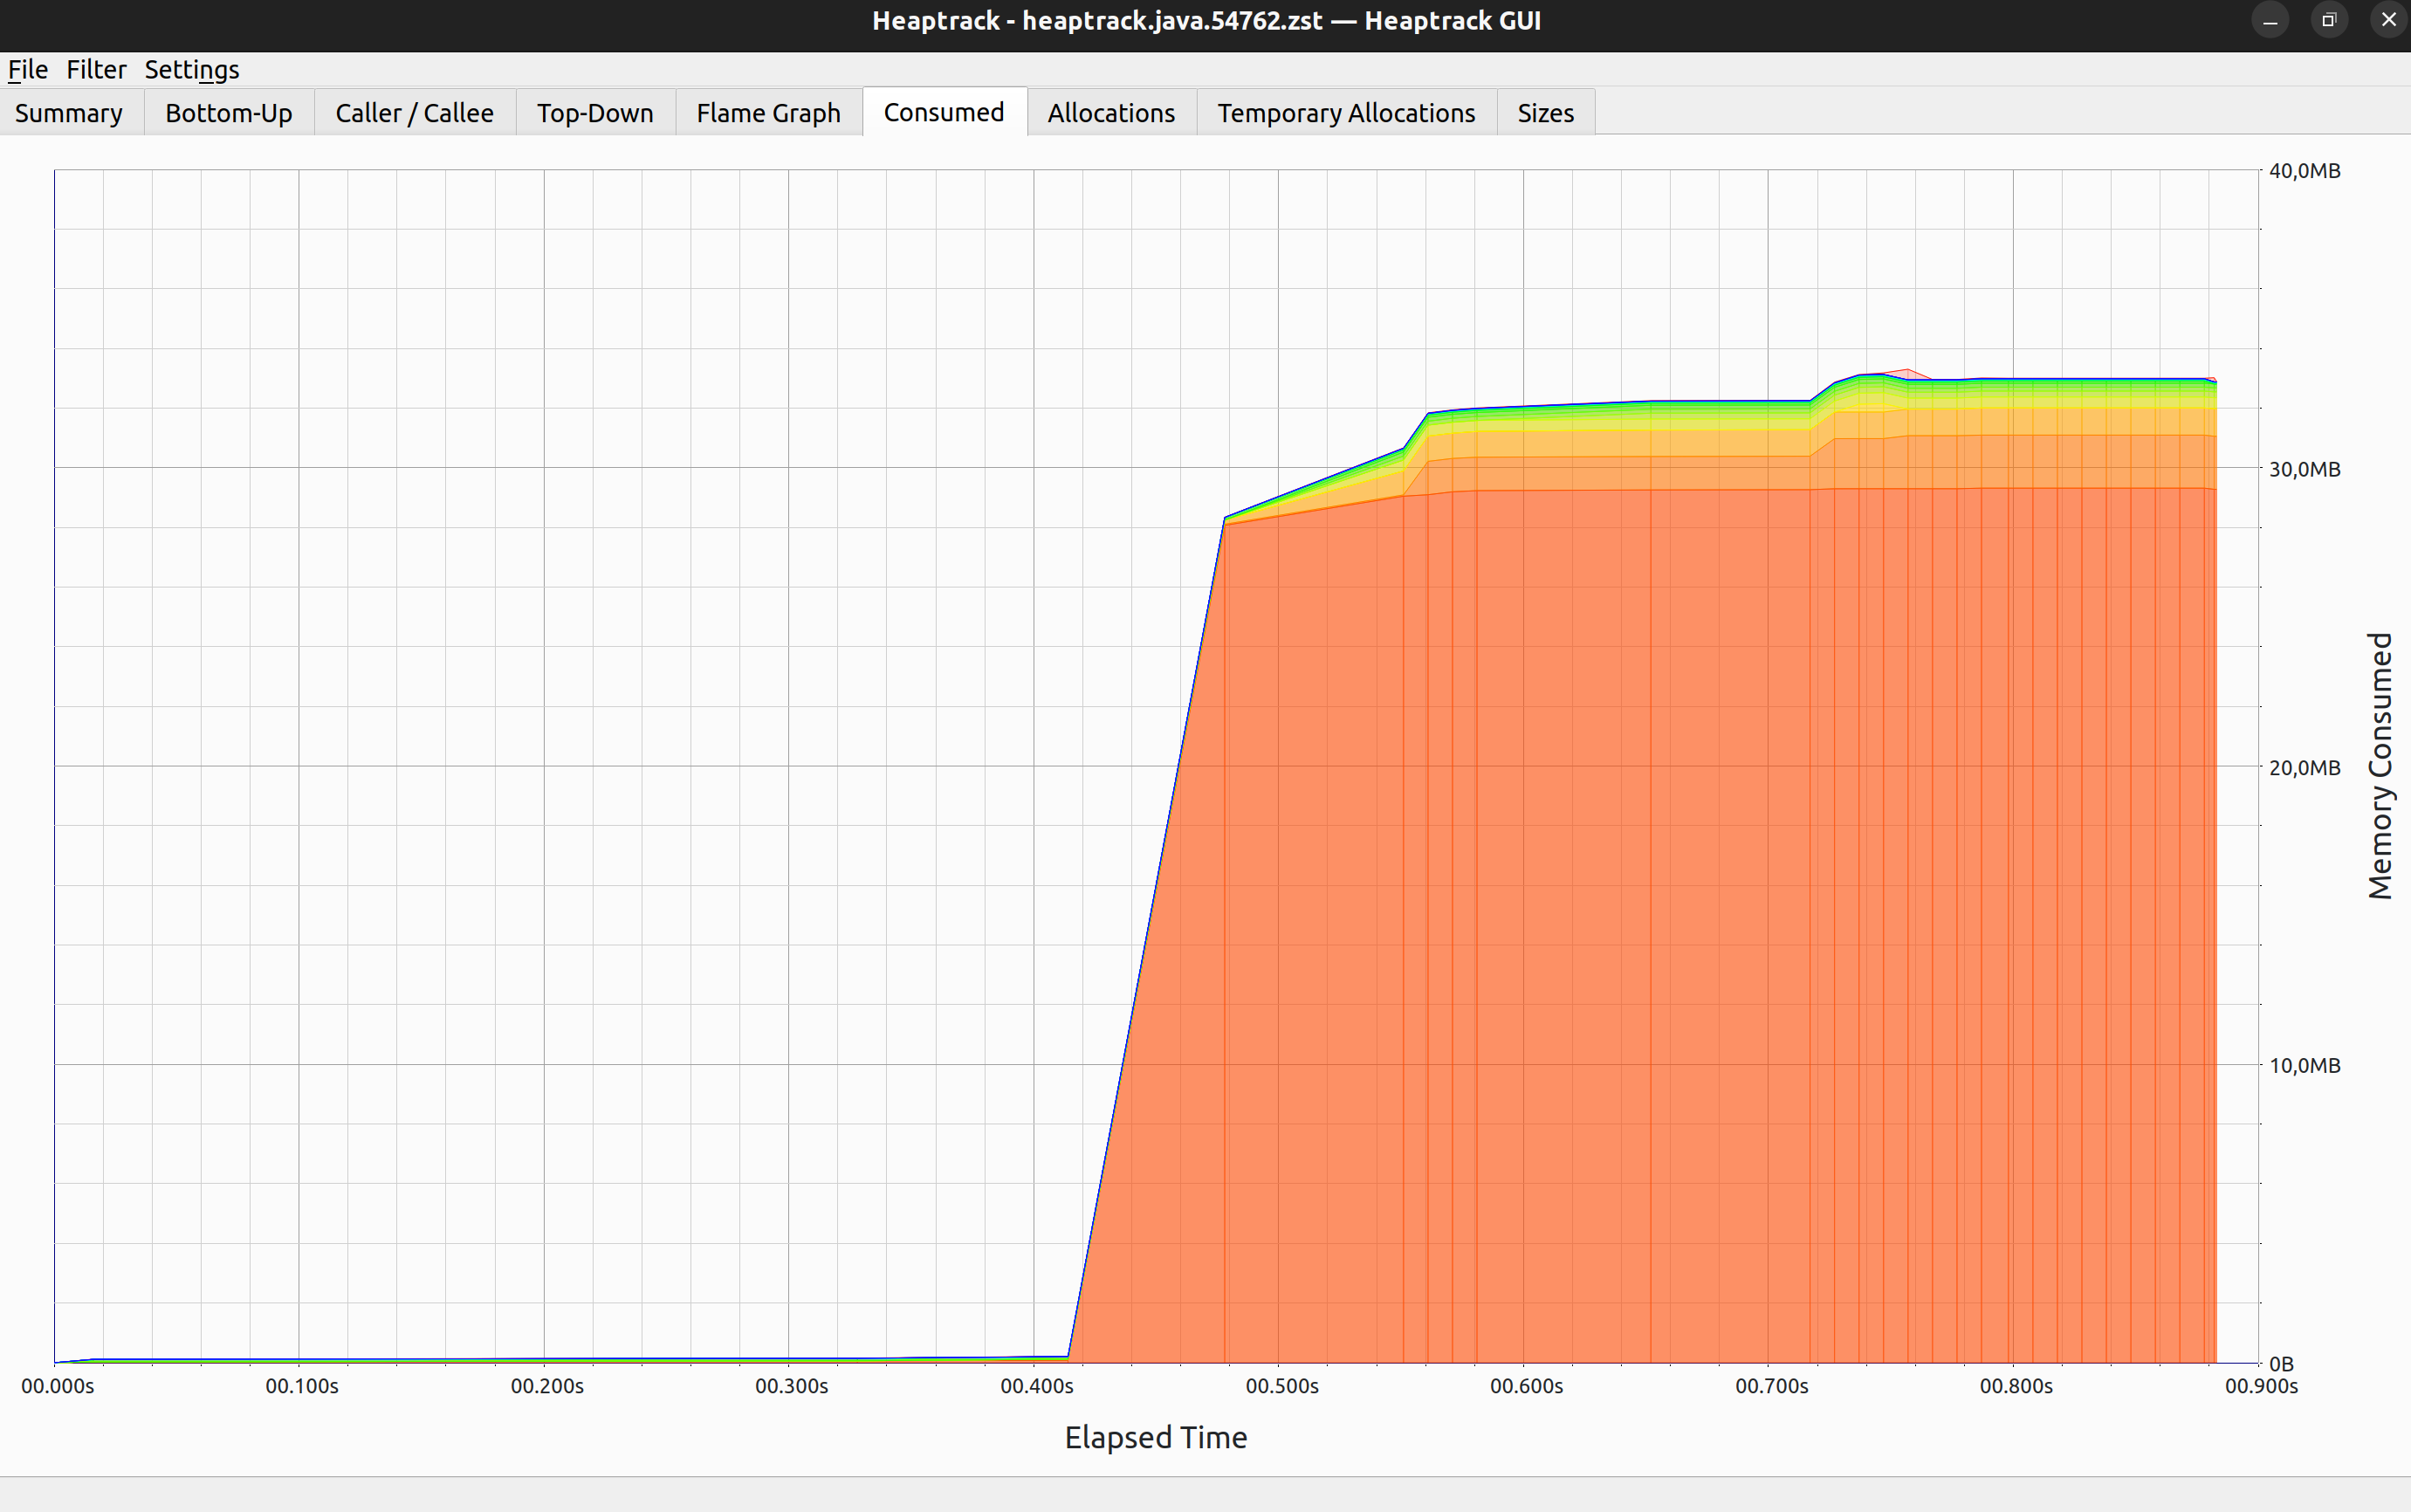 Heaptrack - heaptrack.java.54762.zst — Heaptrack GUI
File Filter Settings
Summary Bottom-Up Caller / Callee Top-Down Flame Graph Consumed Allocations Temporary Allocations Sizes
40,0MB
30,0MB
20,0MB
10,0MB
0B
Memory Consumed
00.000s 00.100s 00.200s 00.300s 00.400s 00.500s 00.600s 00.700s 00.800s 00.900s
Elapsed Time